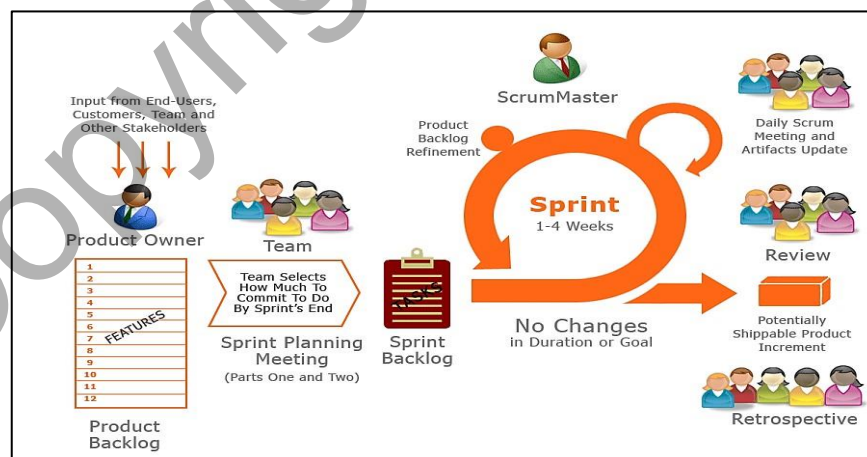 Input from End-Users,
Customers, Team and
Other Stakeholders
Product Owner
1
2
3
4
5
6
7
8
9
10
11
12
FEATURES
Product
Backlog
Team
Team Selects
How Much To
Commit To Do
By Sprint's End
Sprint Planning
Meeting
(Parts One and Two)
TASKS
Sprint
Backlog
ScrumMaster
Product
Backlog
Refinement
Sprint
1-4 Weeks
No Changes
in Duration or Goal
Daily Scrum
Meeting and
Artifacts Update
Review
Potentially
Shippable Product
Increment
Retrospective